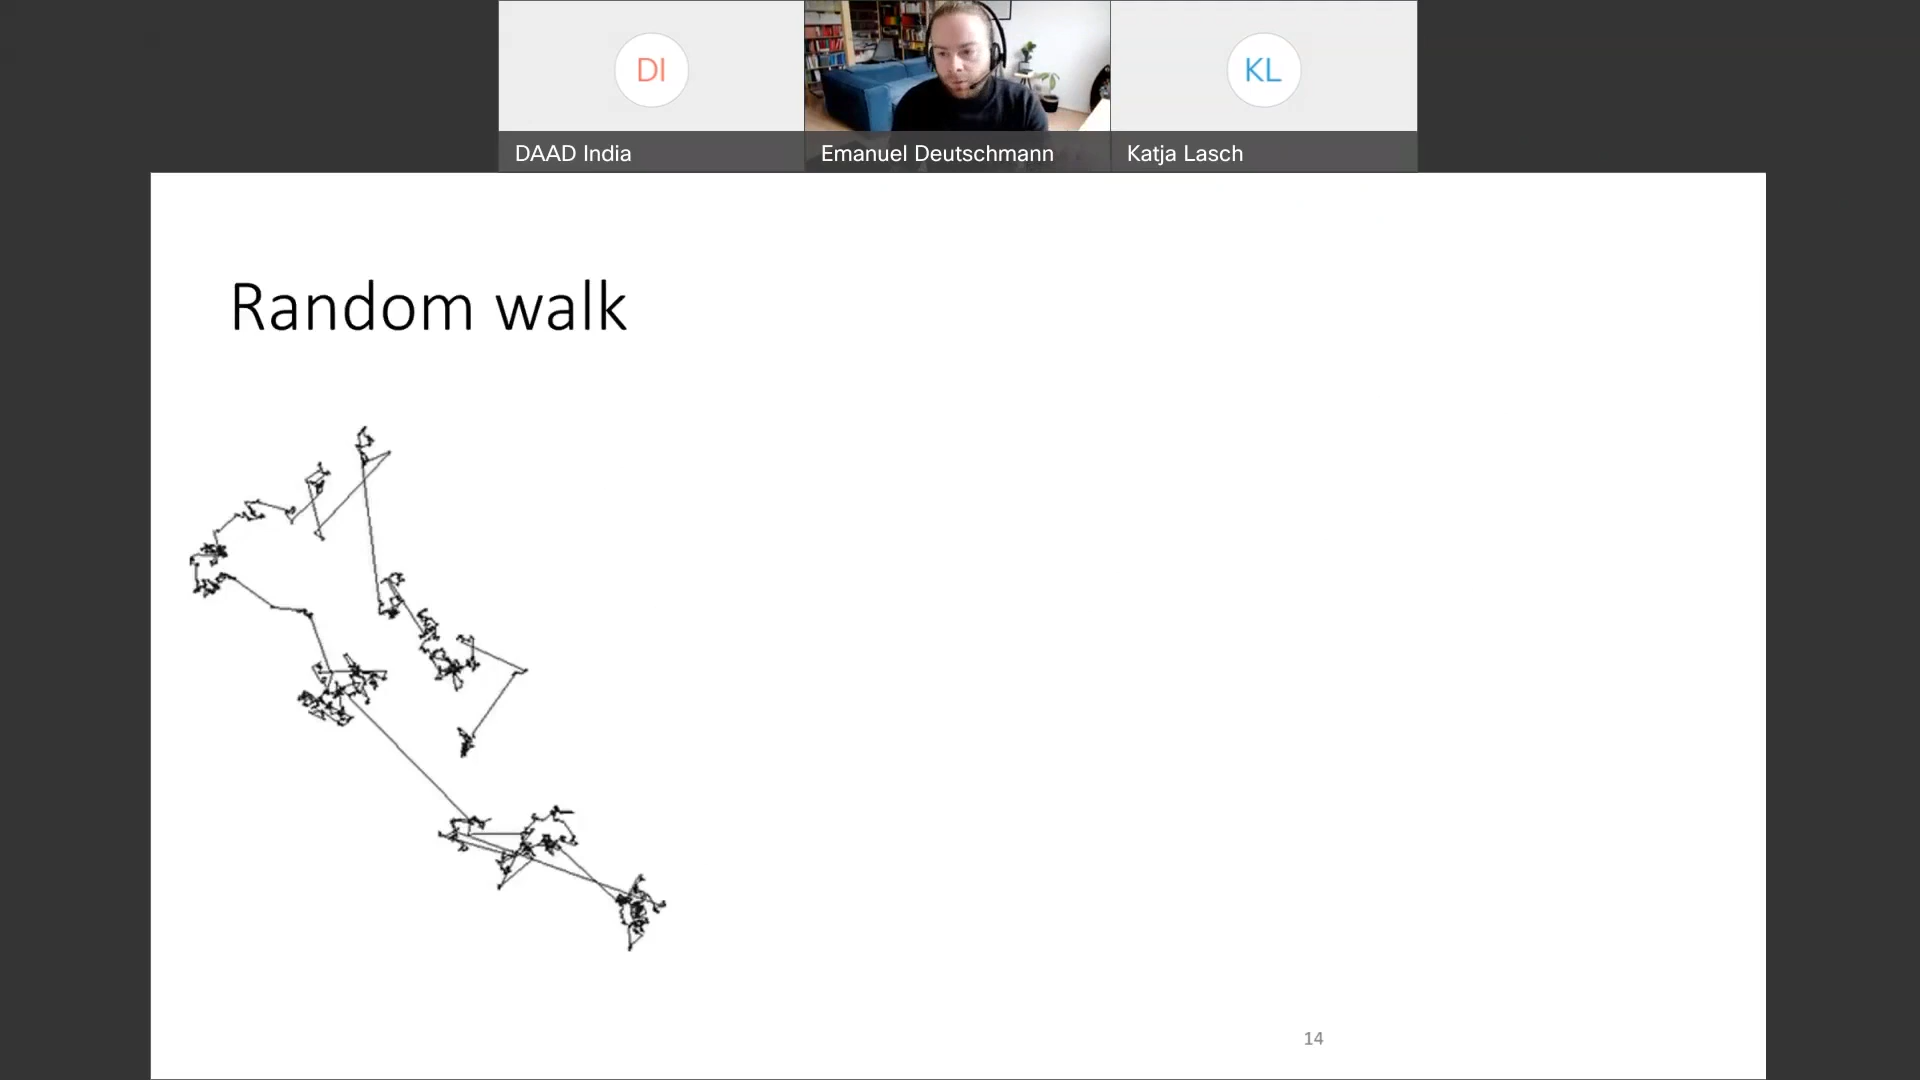 DI
KL
DAAD India
Emanuel Deutschmann
Katja Lasch
Random walk
14